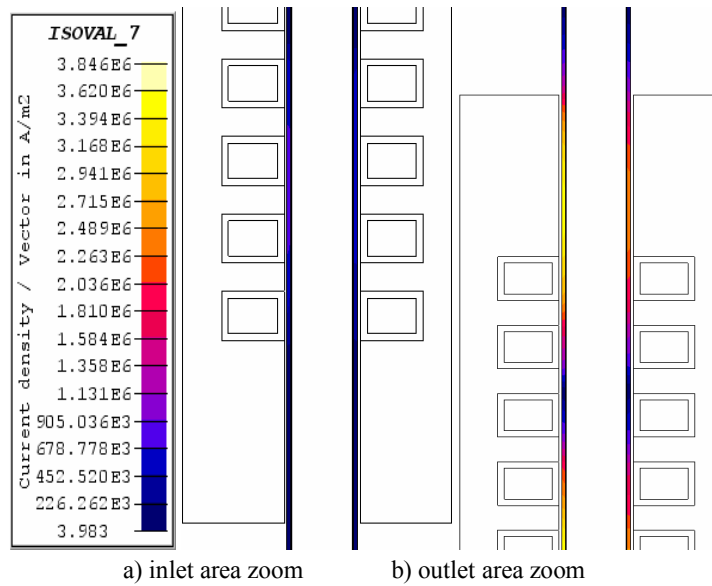 ISOVAL_7
Current density / Vector in A/m2
3.846E6
3.620E6
3.394E6
3.168E6
2.941E6
2.715E6
2.489E6
2.263E6
2.036E6
1.810E6
1.584E6
1.358E6
1.131E6
905.036E3
678.778E3
452.520E3
226.262E3
3.983
a) inlet area zoom
b) outlet area zoom